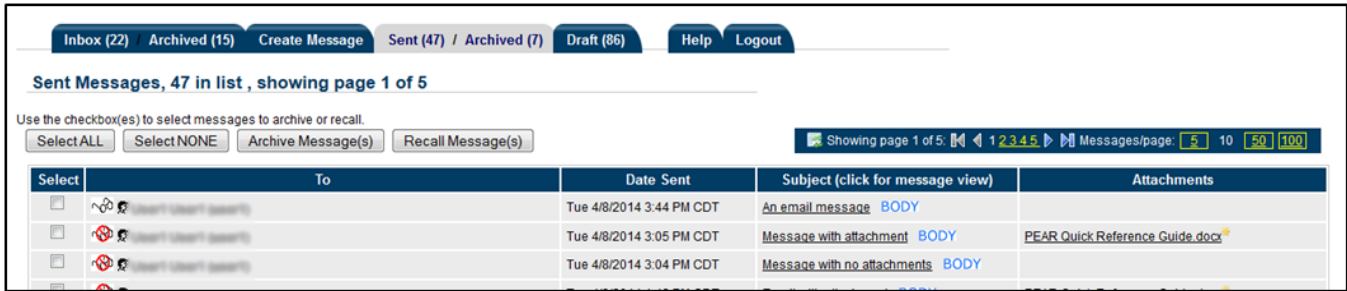 Inbox (22) / Archived (15) Create Message Sent (47) / Archived (7) Draft (86) Help Logout
Sent Messages, 47 in list , showing page 1 of 5
Use the checkbox(es) to select messages to archive or recall.
Select ALL Select NONE Archive Message(s) Recall Message(s) Showing page 1 of 5: 1 2 3 4 5 Messages/page: 5 10 50 100
Select To Date Sent Subject (click for message view) Attachments
Tue 4/8/2014 3:44 PM CDT An email message BODY
Tue 4/8/2014 3:05 PM CDT Message with attachment BODY PEAR Quick Reference Guide.docx
Tue 4/8/2014 3:04 PM CDT Message with no attachments BODY